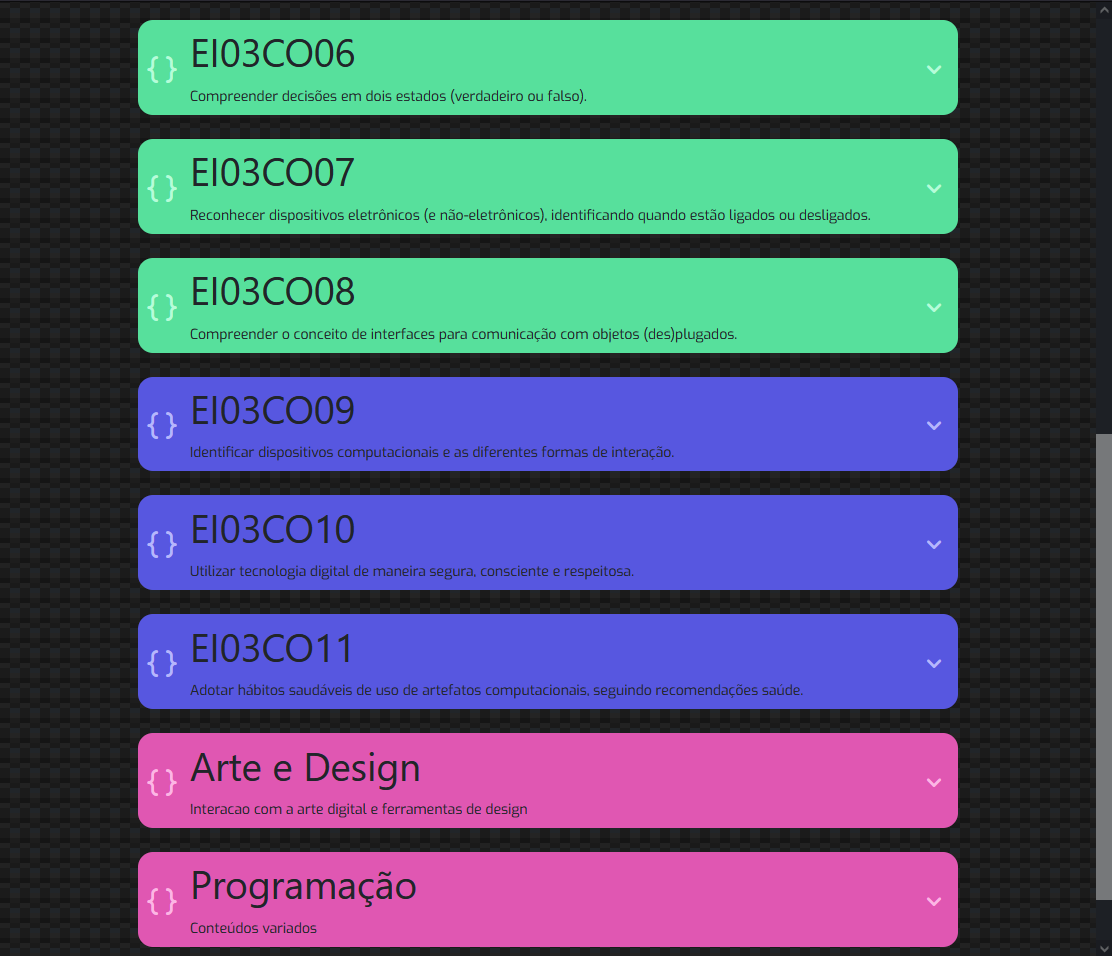 { } EI03CO06
Compreender decisões em dois estados (verdadeiro ou falso).
{ } EI03CO07
Reconhecer dispositivos eletrônicos (e não-eletrônicos), identificando quando estão ligados ou desligados.
{ } EI03CO08
Compreender o conceito de interfaces para comunicação com objetos (des)plugados.
{ } EI03CO09
Identificar dispositivos computacionais e as diferentes formas de interação.
{ } EI03CO10
Utilizar tecnologia digital de maneira segura, consciente e respeitosa.
{ } EI03CO11
Adotar hábitos saudáveis de uso de artefatos computacionais, seguindo recomendações saúde.
{ } Arte e Design
Interacao com a arte digital e ferramentas de design
{ } Programação
Conteúdos variados